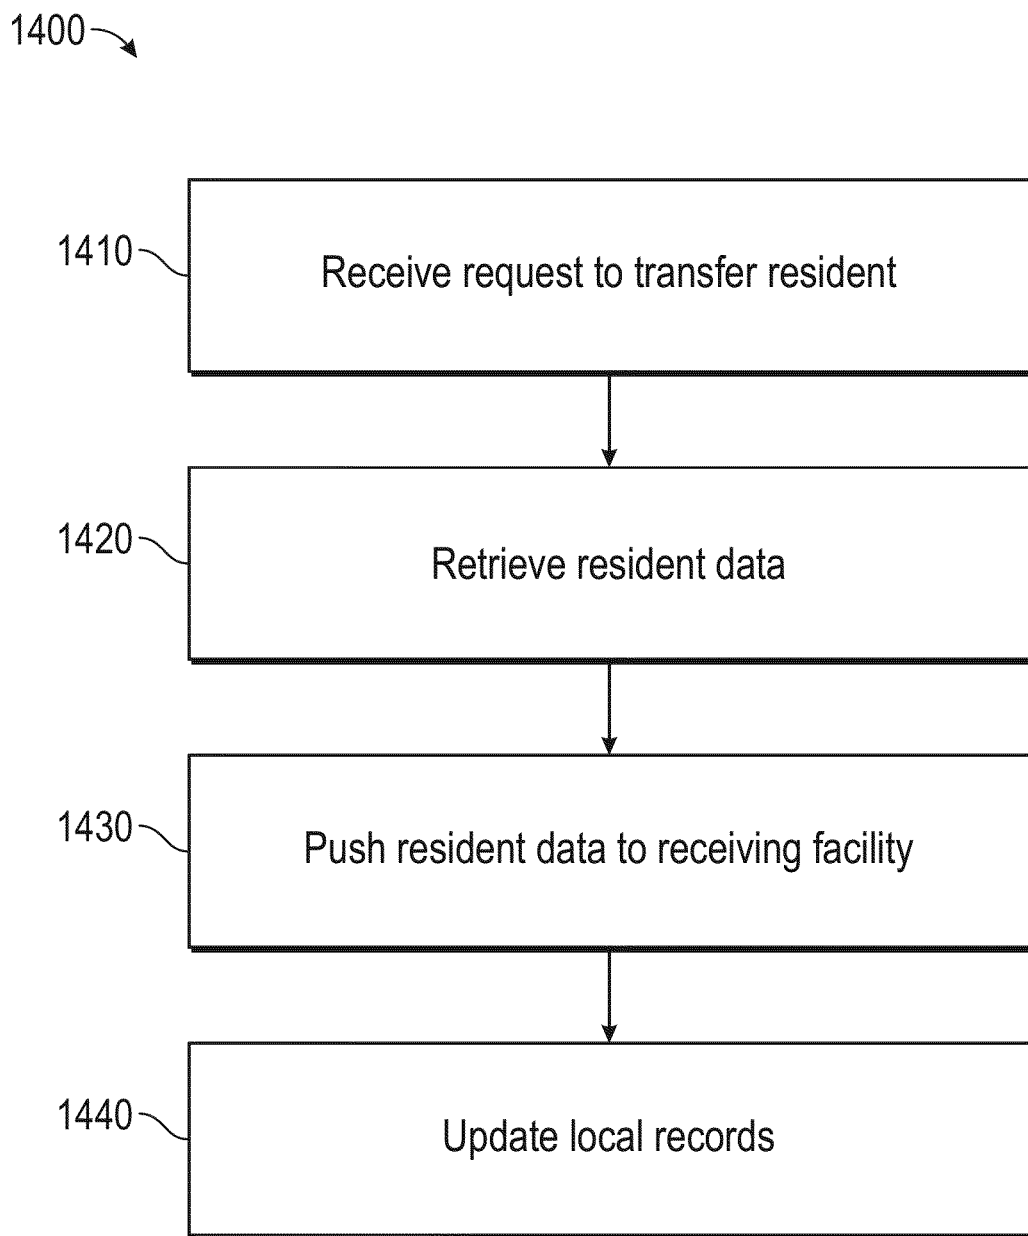 1400
1410
Receive request to transfer resident
1420
Retrieve resident data
1430
Push resident data to receiving facility
1440
Update local records